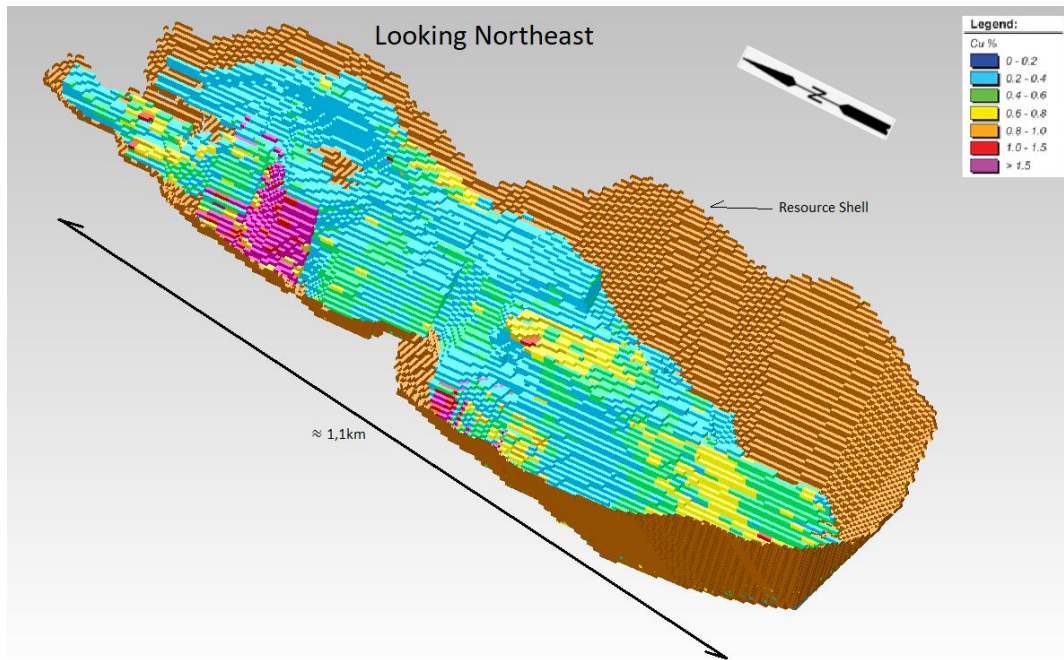 Looking Northeast
Legend:
Cu %
0 - 0.2
0.2 - 0.4
0.4 - 0.6
0.6 - 0.8
0.8 - 1.0
1.0 - 1.5
> 1.5
N
Resource Shell
≈ 1,1km